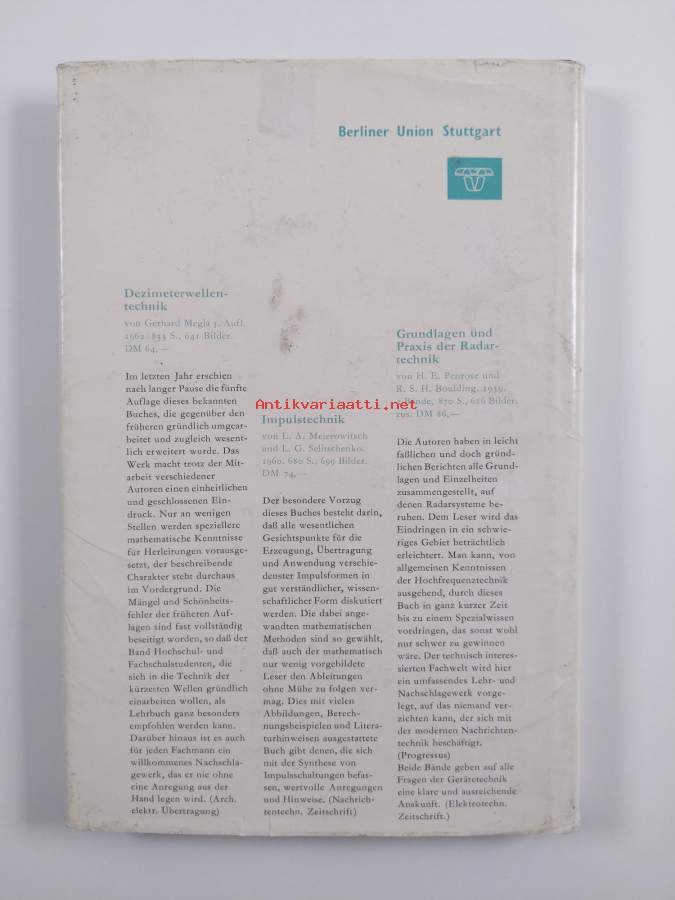 Berliner Union Stuttgart
Dezimeterwellen-
technik
von Gerhard Megla 5. Aufl.
1962. 833 S., 641 Bilder.
DM 64,—
Im letzten Jahr erschien
nach langer Pause die fünfte
Auflage dieses bekannten
Buches, die gegenüber den
früheren gründlich umgear-
beitet und zugleich wesent-
lich erweitert wurde. Das
Werk macht trotz der Mit-
arbeit verschiedener
Autoren einen einheitlichen
und geschlossenen Ein-
druck. Nur an wenigen
Stellen werden speziellere
mathematische Kenntnisse
für Herleitungen vorausge-
setzt, der beschreibende
Charakter steht durchaus
im Vordergrund. Die
Mängel und Schönheits-
fehler der früheren Auf-
lagen sind fast vollständig
beseitigt worden, so daß der
Band Hochschul- und
Fachschulstudenten, die
sich in die Technik der
kürzesten Wellen gründlich
einarbeiten wollen, als
Lehrbuch ganz besonders
empfohlen werden kann.
Darüber hinaus ist es auch
für jeden Fachmann ein
willkommenes Nachschla-
gewerk, das er nie ohne
eine Anregung aus der
Hand legen wird. (Arch.
elektr. Übertragung)
Antikvariaatti.net
Impulstechnik
von L. A. Meierowitsch
und L. G. Selitschenko.
1960. 680 S., 699 Bilder.
DM 74,—
Der besondere Vorzug
dieses Buches besteht darin,
daß alle wesentlichen
Gesichtspunkte für die
Erzeugung, Übertragung
und Anwendung verschie-
denster Impulsformen in
gut verständlicher, wissen-
schaftlicher Form diskutiert
werden. Die dabei ange-
wandten mathematischen
Methoden sind so gewählt,
daß auch der mathematisch
nur wenig vorgebildete
Leser den Ableitungen
ohne Mühe zu folgen ver-
mag. Dies mit vielen
Abbildungen, Berech-
nungsbeispielen und Litera-
turhinweisen ausgestattete
Buch gibt denen, die sich
mit der Synthese von
Impulsschaltungen befas-
sen, wertvolle Anregungen
und Hinweise. (Nachrich-
tentechn. Zeitschrift)
Grundlagen und
Praxis der Radar-
technik
von H. E. Penrose und
R. S. H. Boulding. 1959.
Bände, 870 S., 616 Bilder.
zus. DM 86,—
Die Autoren haben in leicht
faßlichen und doch gründ-
lichen Berichten alle Grund-
lagen und Einzelheiten
zusammengestellt, auf
denen Radarsysteme be-
ruhen. Dem Leser wird das
Eindringen in ein schwie-
riges Gebiet beträchtlich
erleichtert. Man kann, von
allgemeinen Kenntnissen
der Hochfrequenztechnik
ausgehend, durch dieses
Buch in ganz kurzer Zeit
bis zu einem Spezialwissen
vordringen, das sonst wohl
nur schwer zu gewinnen
wäre. Der technisch interes-
sierten Fachwelt wird hier
ein umfassendes Lehr- und
Nachschlagewerk vorge-
legt, auf das niemand ver-
zichten kann, der sich mit
der modernen Nachrichten-
technik beschäftigt.
(Progressus)
Beide Bände geben auf alle
Fragen der Gerätetechnik
eine klare und ausreichende
Auskunft. (Elektrotechn.
Zeitschrift.)